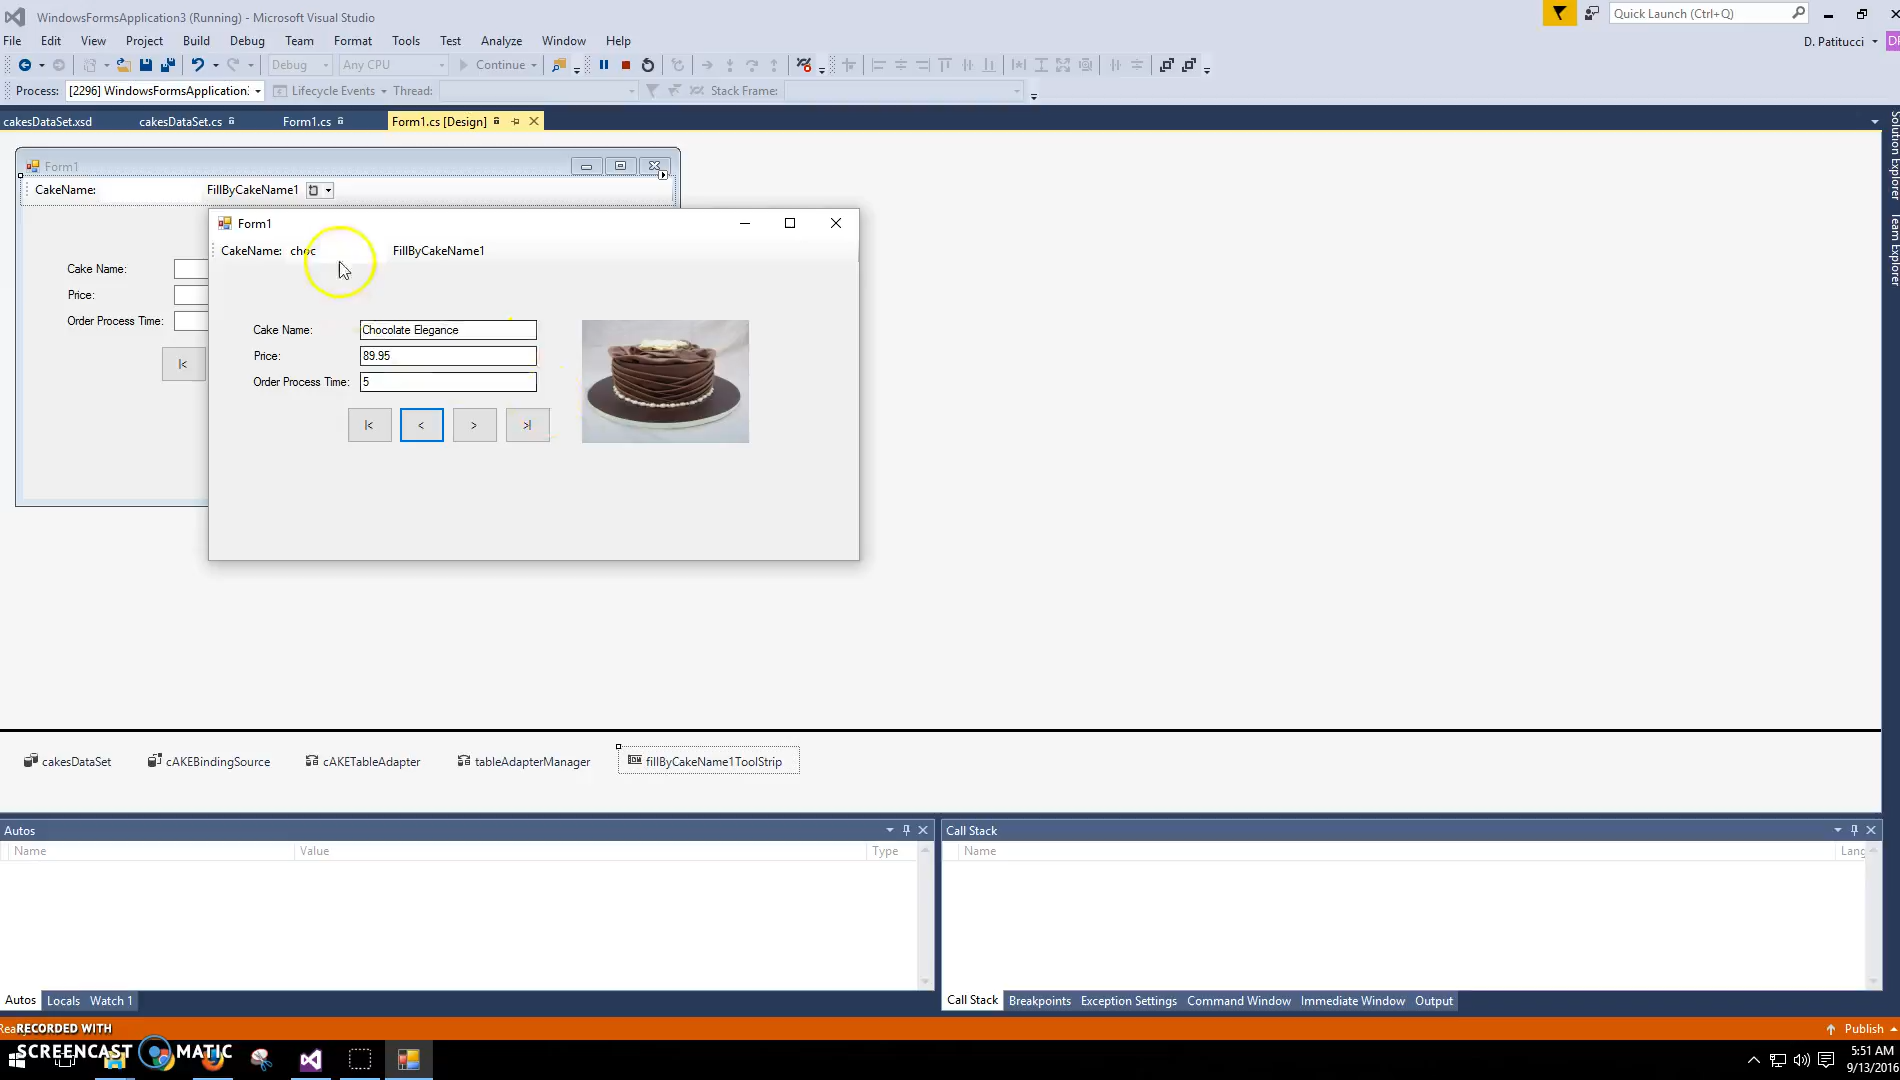 WindowsFormsApplication3 (Running) - Microsoft Visual Studio
Quick Launch (Ctrl+Q)
File Edit View Project Build Debug Team Format Tools Test Analyze Window Help
D. Patitucci
Debug Any CPU Continue
Process: [2296] WindowsFormsApplication Lifecycle Events Thread: Stack Frame:
cakesDataSet.xsd cakesDataSet.cs Form1.cs Form1.cs [Design]
Solution Explorer
Team Explorer
Form1
CakeName: FillByCakeName1
Cake Name:
Price:
Order Process Time:
|<
Form1
CakeName: choc FillByCakeName1
Cake Name: Chocolate Elegance
Price: 89.95
Order Process Time: 5
|< < > >|
cakesDataSet cAKEBindingSource cAKETableAdapter tableAdapterManager fillByCakeName1ToolStrip
Autos
Name Value Type
Autos Locals Watch 1
Call Stack
Name Lang
Call Stack Breakpoints Exception Settings Command Window Immediate Window Output
Publish
RECORDED WITH
SCREENCAST MATIC
5:51 AM
9/13/2016